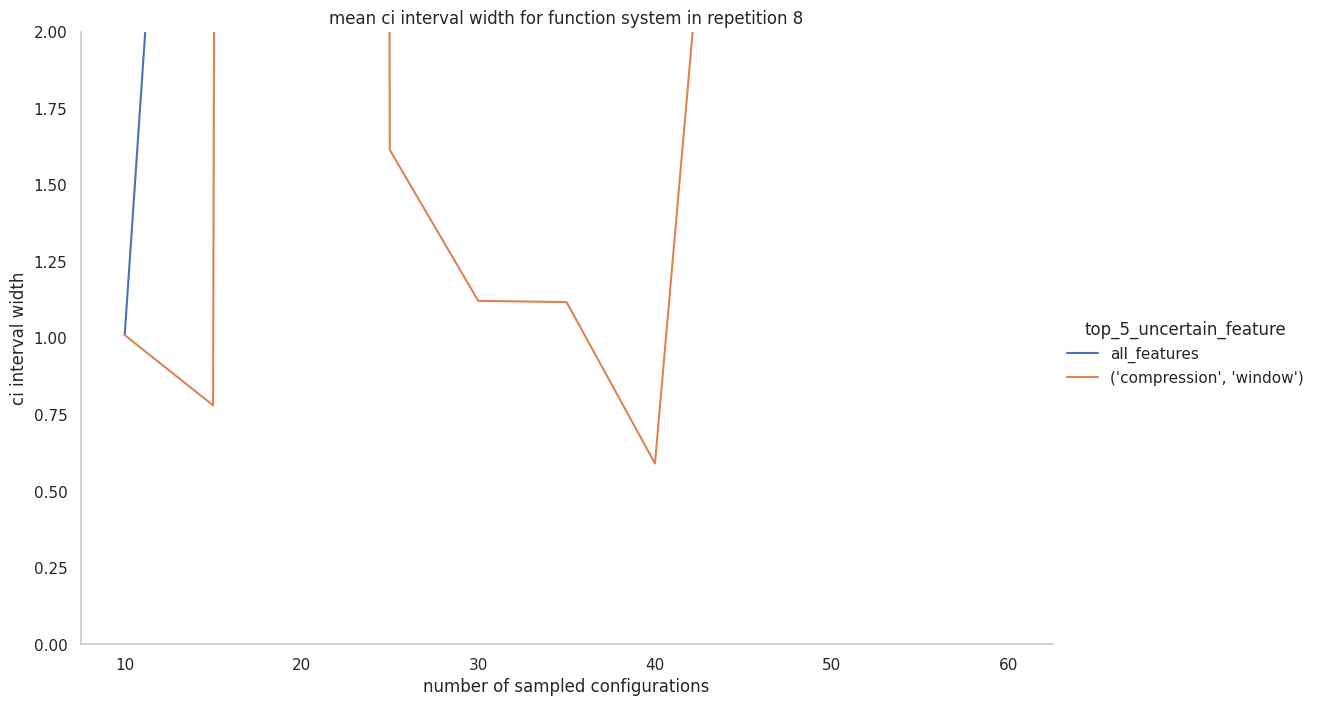 mean ci interval width for function system in repetition 8
2.00
1.75
1.50
1.25
1.00
0.75
0.50
0.25
0.00
ci interval width
10 20 30 40 50 60
number of sampled configurations
top_5_uncertain_feature
all_features
('compression', 'window')